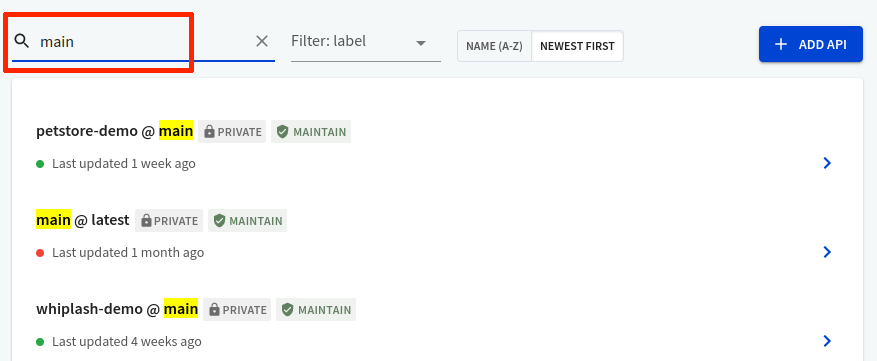 main
Filter: label
NAME (A-Z) NEWEST FIRST
ADD API
petstore-demo @ main PRIVATE MAINTAIN
Last updated 1 week ago
main @ latest PRIVATE MAINTAIN
Last updated 1 month ago
whiplash-demo @ main PRIVATE MAINTAIN
Last updated 4 weeks ago